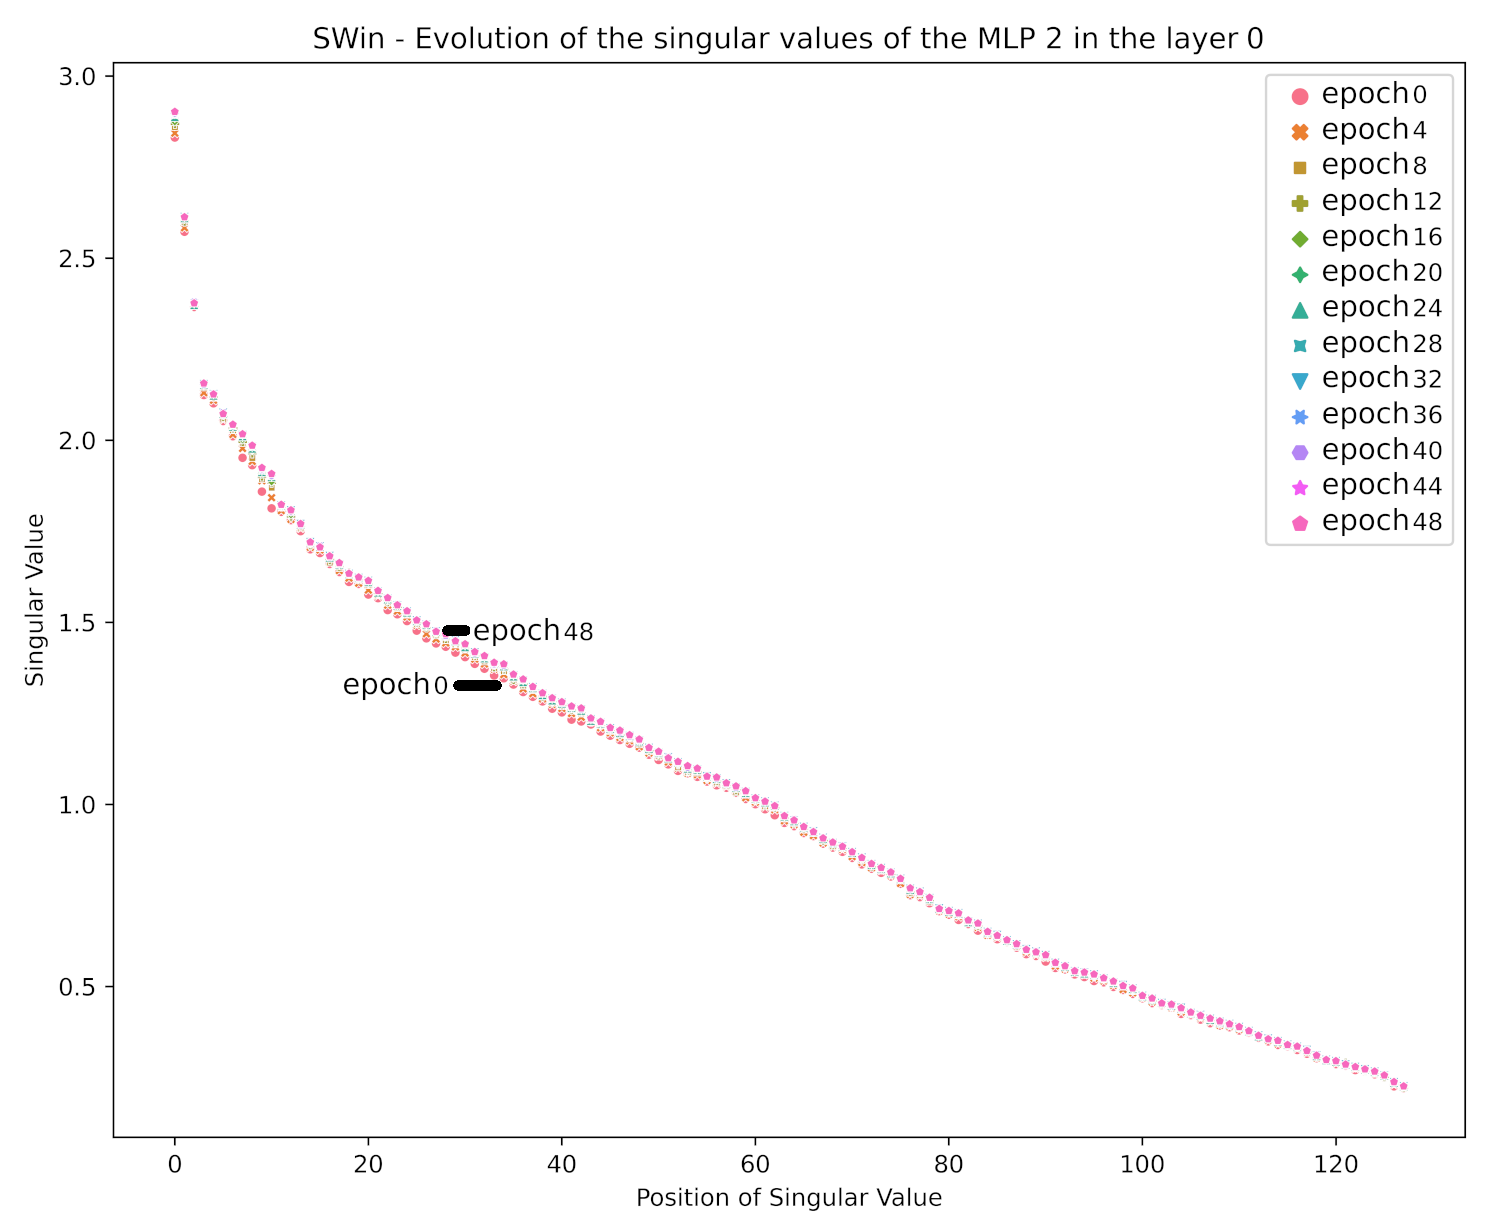 SWin - Evolution of the singular values of the MLP 2 in the layer 0
3.0
2.5
2.0
1.5
1.0
0.5
Singular Value
epoch0
epoch4
epoch8
epoch12
epoch16
epoch20
epoch24
epoch28
epoch32
epoch36
epoch40
epoch44
epoch48
epoch48
epoch0
0 20 40 60 80 100 120
Position of Singular Value